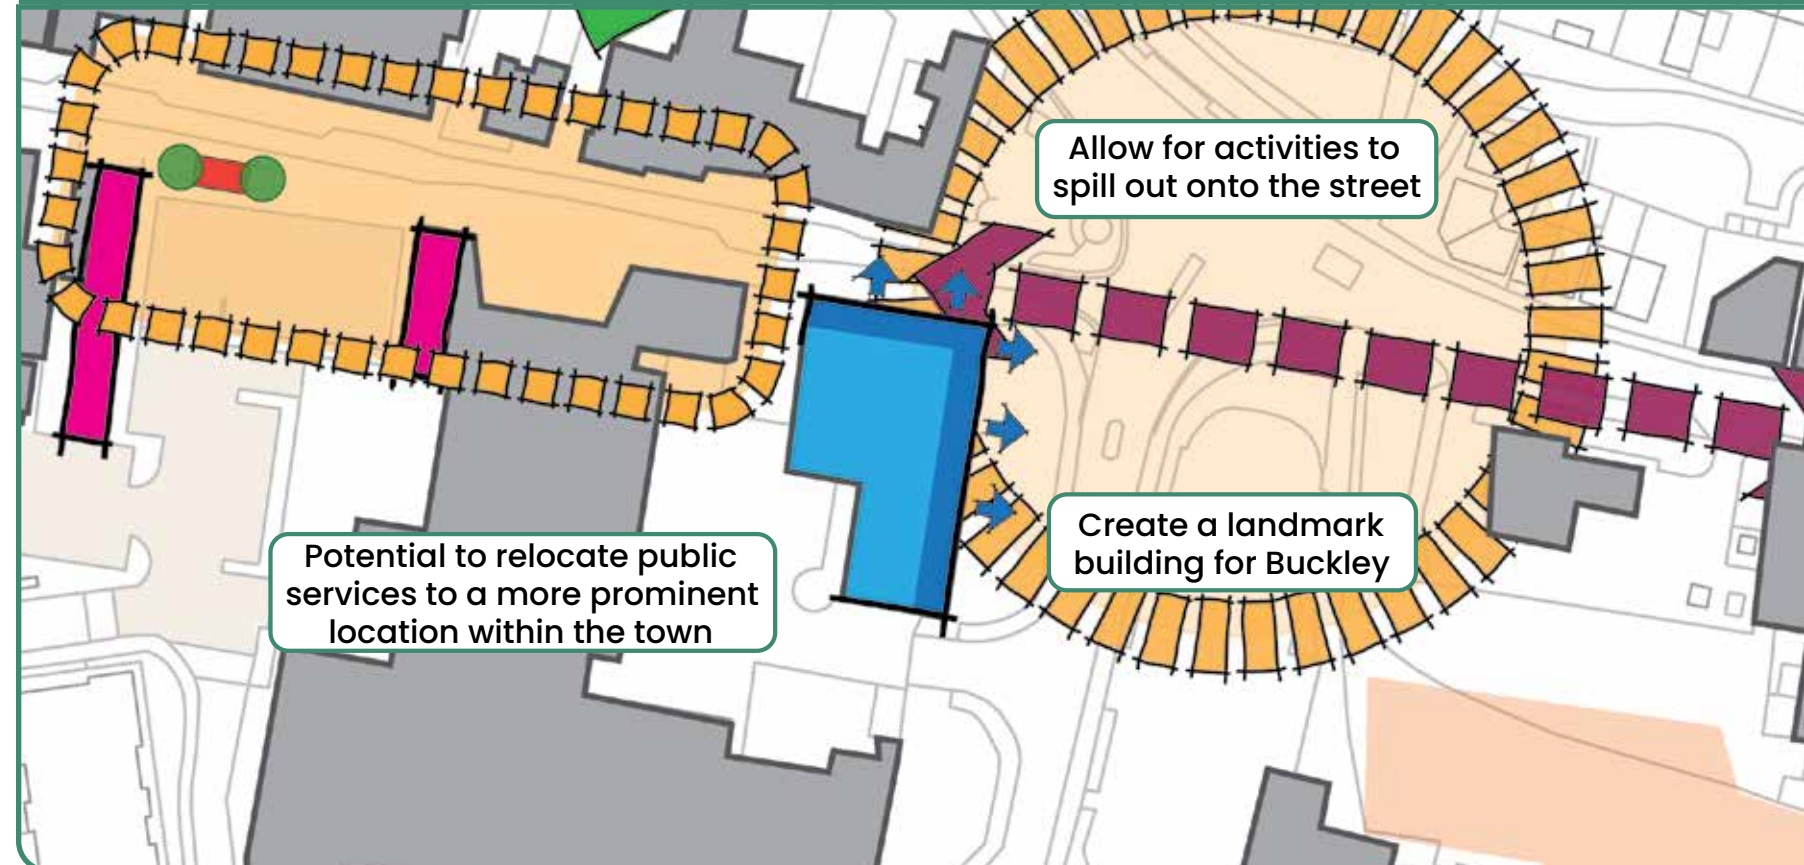 Allow for activities to
spill out onto the street
Create a landmark
building for Buckley
Potential to relocate public
services to a more prominent
location within the town